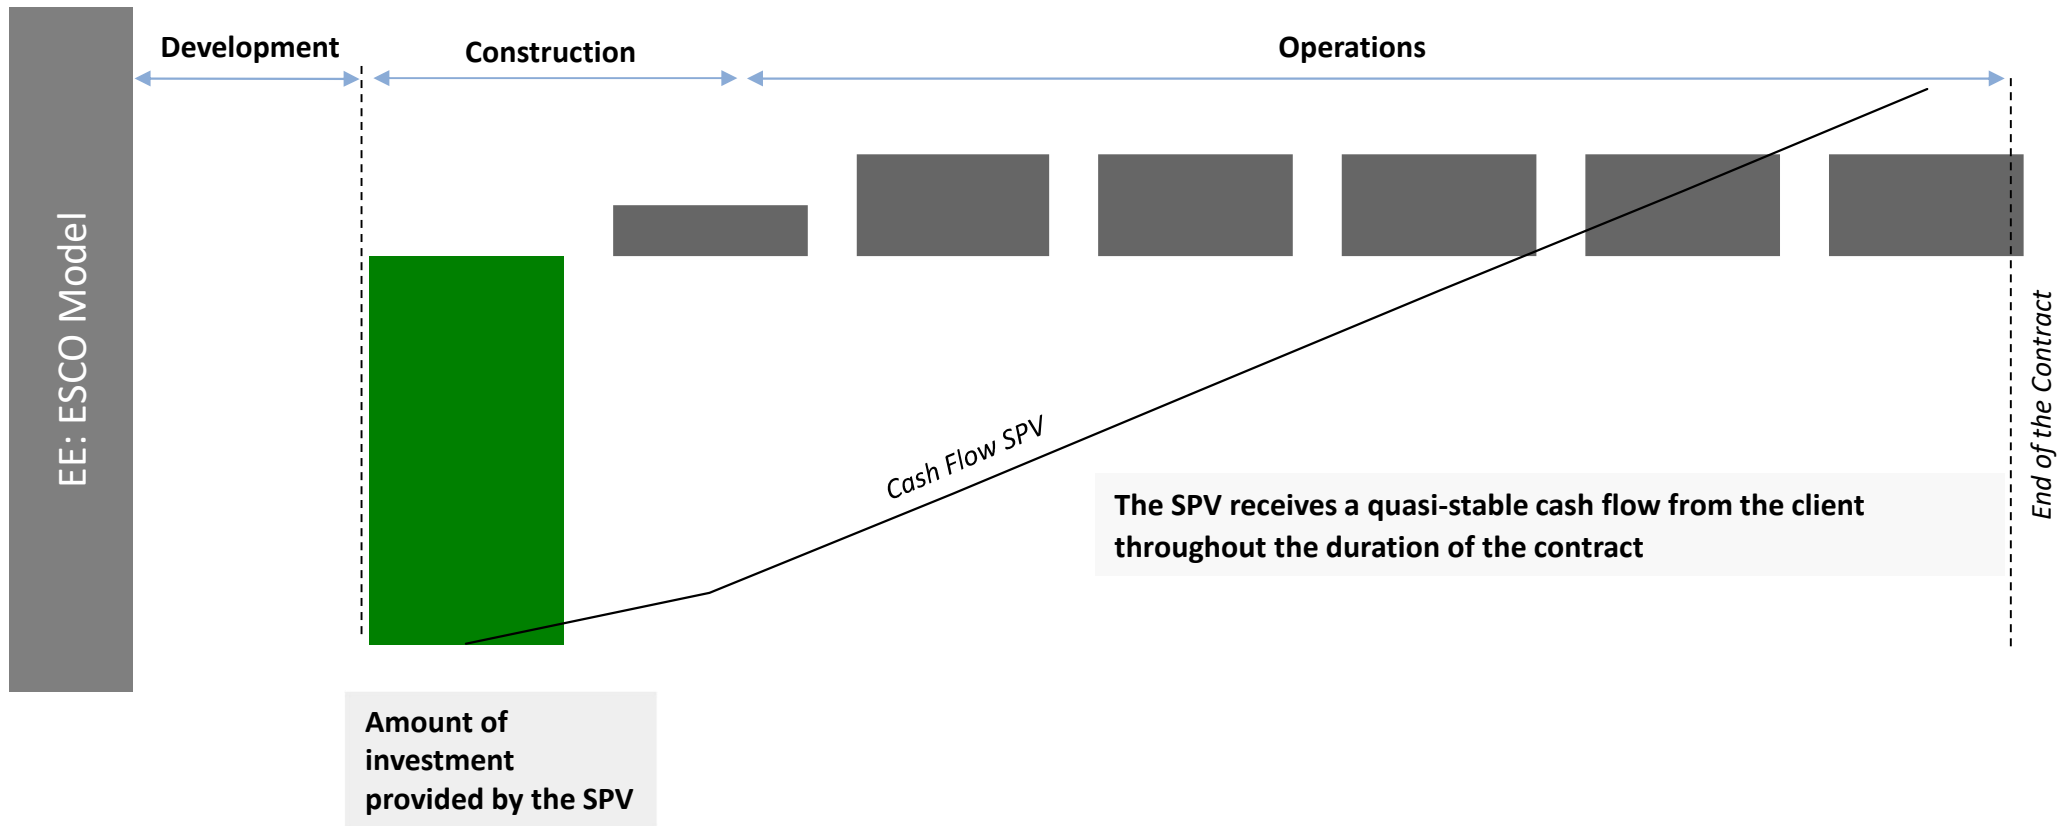 EE: ESCO Model
Development
Construction
Operations
Cash Flow SPV
The SPV receives a quasi-stable cash flow from the client
throughout the duration of the contract
End of the Contract
Amount of
investment
provided by the SPV